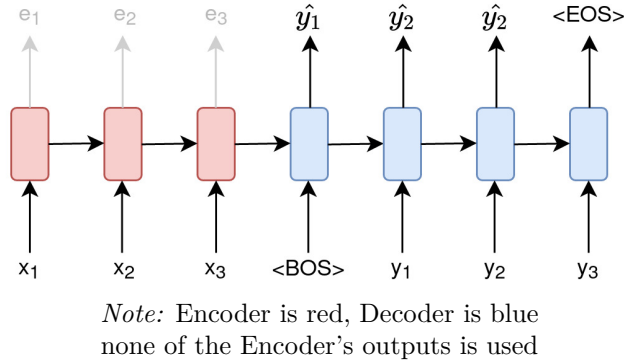 e₁ e₂ e₃ ŷ₁ ŷ₂ ŷ₂ <EOS>
x₁ x₂ x₃ <BOS> y₁ y₂ y₃
Note: Encoder is red, Decoder is blue
none of the Encoder's outputs is used